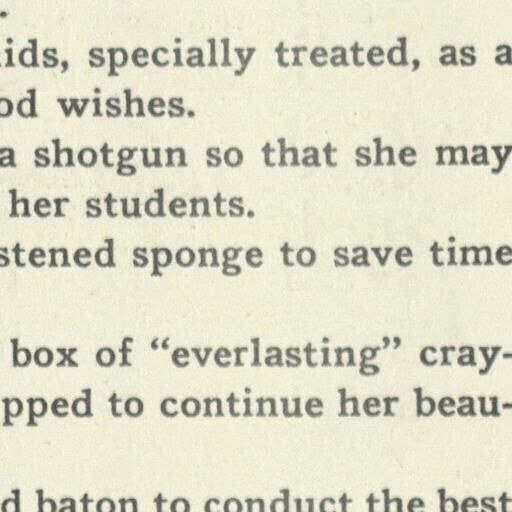 ids, specially treated, as a
od wishes.
a shotgun so that she may
her students.
stened sponge to save time
box of “everlasting” cray-
pped to continue her beau-
d baton to conduct the best